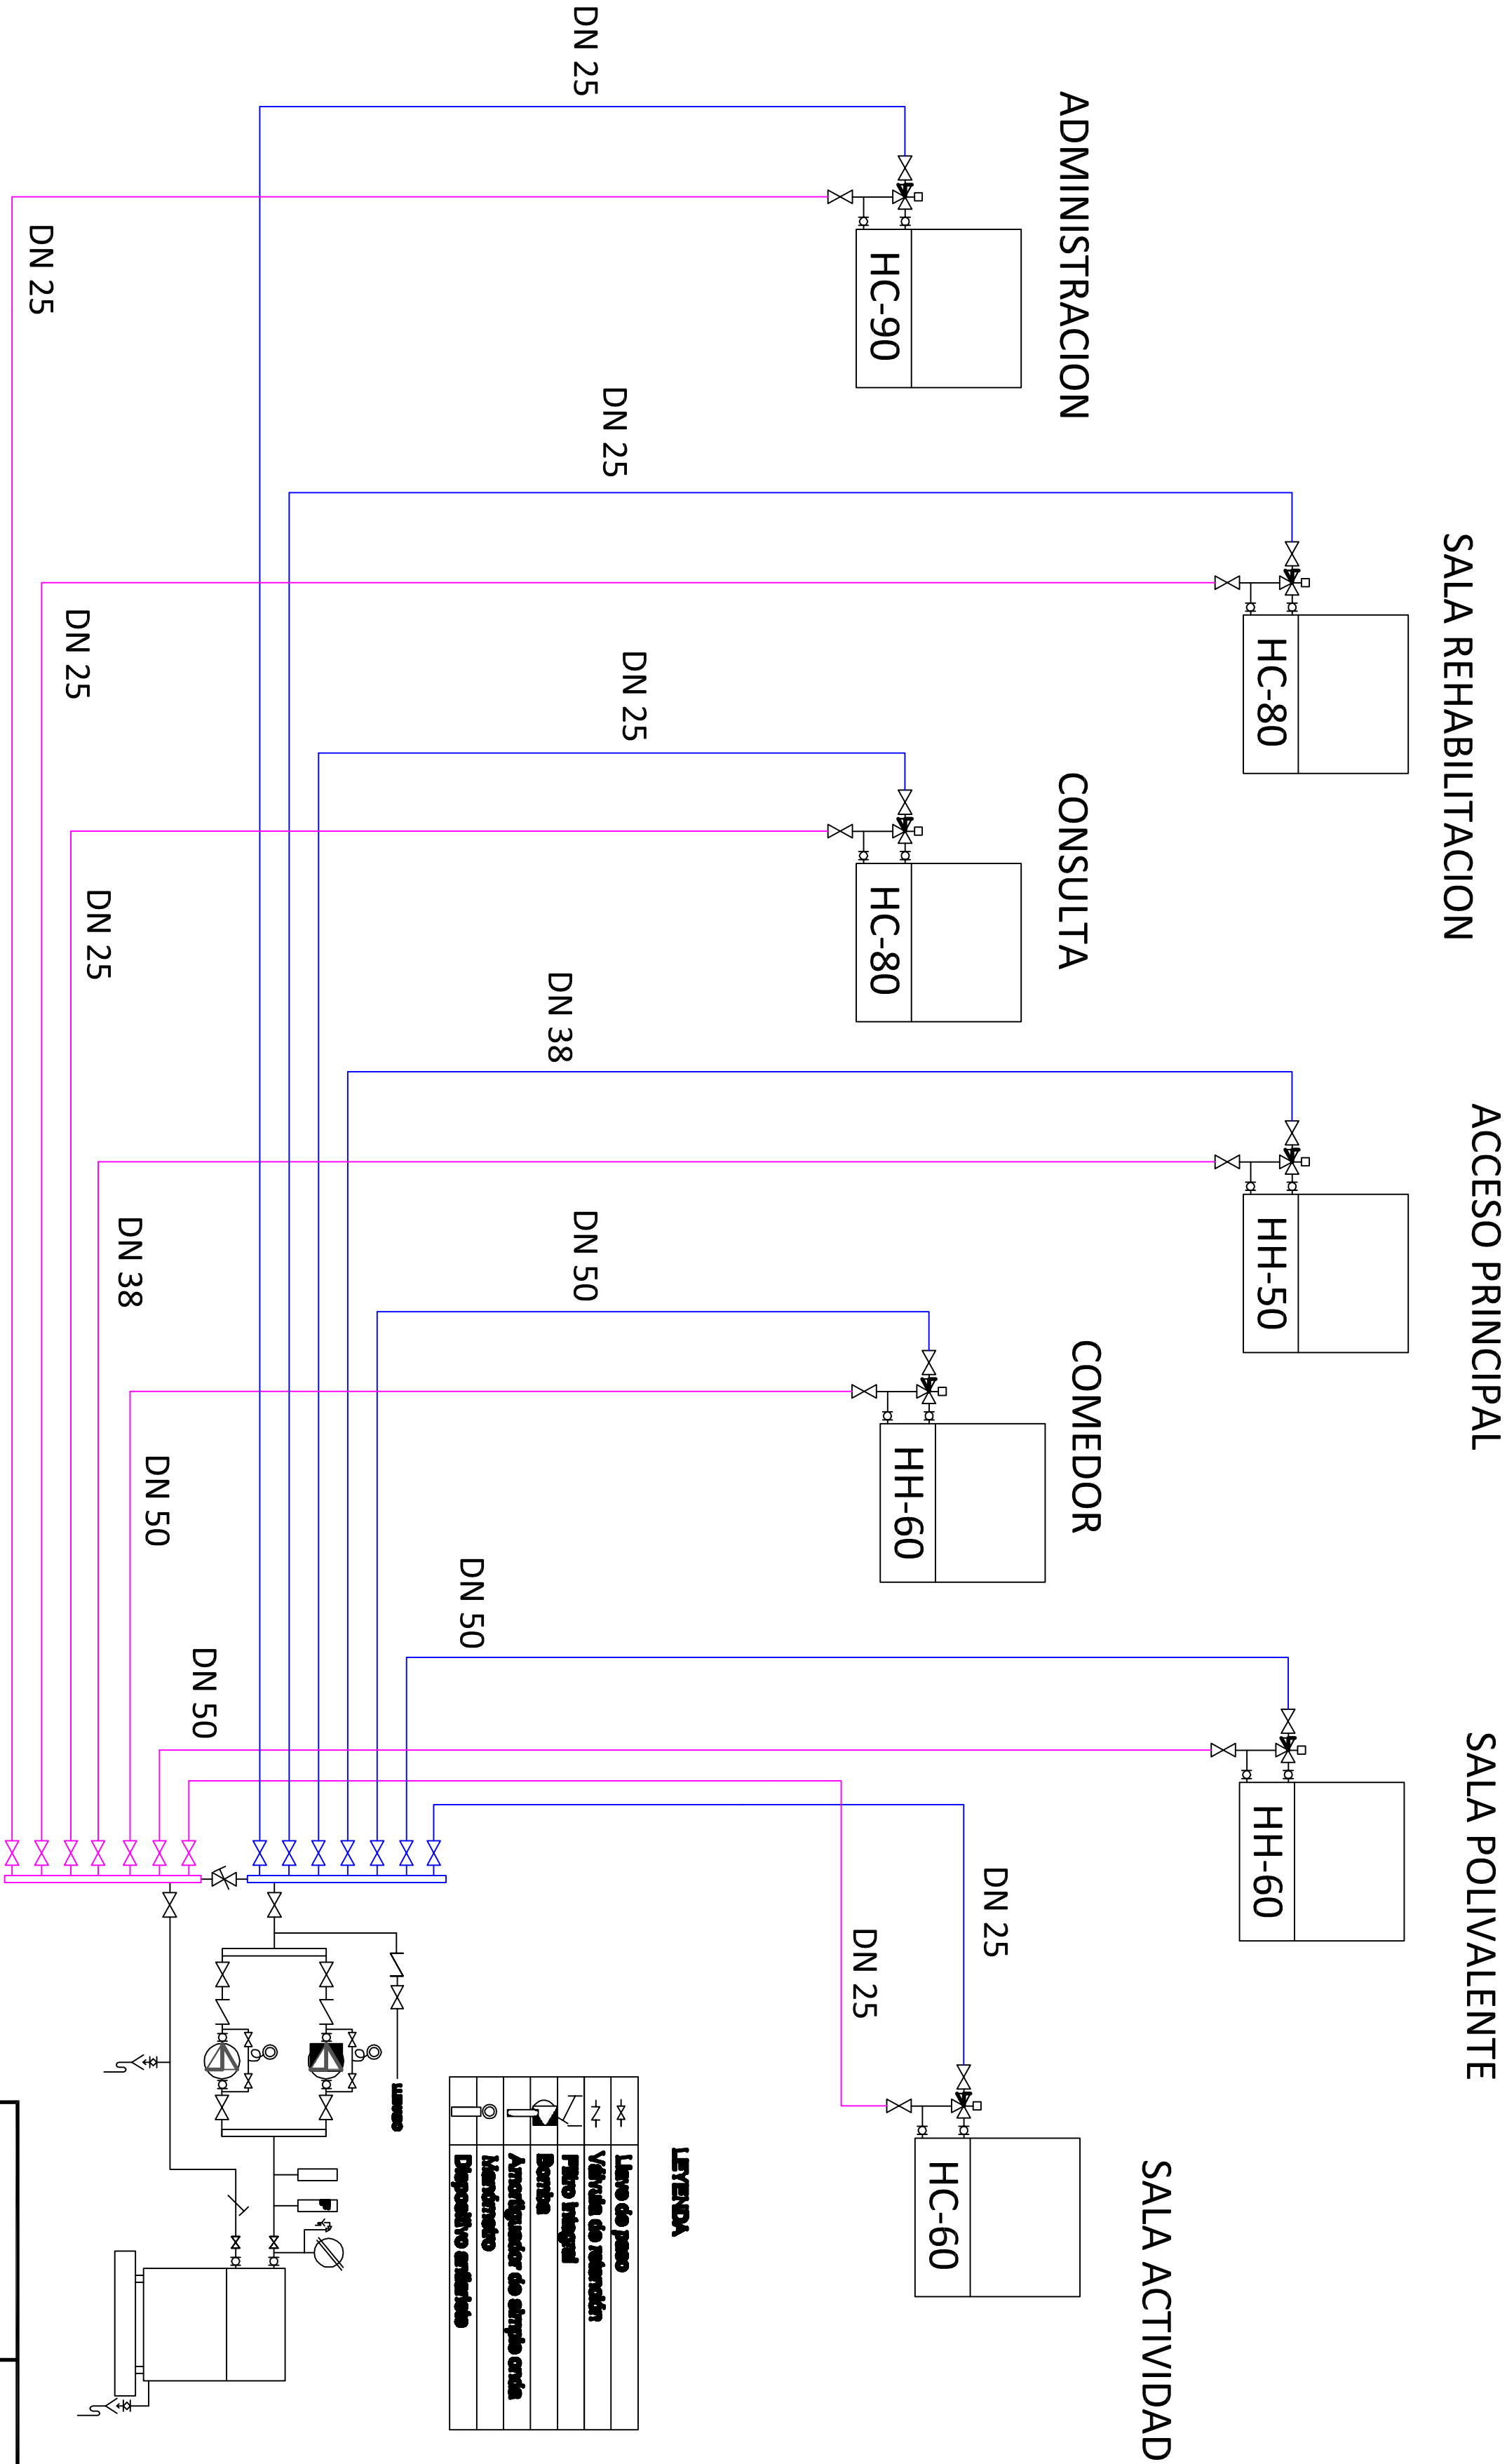 ADMINISTRACION
SALA REHABILITACION
CONSULTA
ACCESO PRINCIPAL
COMEDOR
SALA POLIVALENTE
SALA ACTIVIDAD
HC-90
HC-80
HC-80
HH-50
HH-60
HH-60
HC-60
DN 25
DN 25
DN 25
DN 38
DN 50
DN 50
DN 25
DN 25
DN 25
DN 25
DN 38
DN 50
DN 50
DN 25
LLENADO
LEYENDA
Llave de paso
Válvula de retención
Filtro integral
Bomba
Amortiguador de simple onda
Manómetro
Dispositivo antiariete